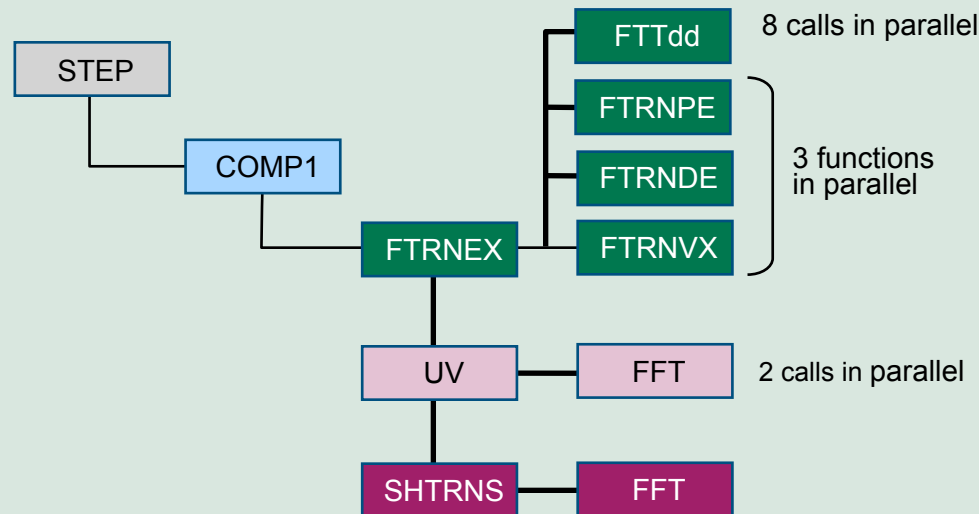 FTTdd
8 calls in parallel
STEP
FTRNPE
COMP1
3 functions
in parallel
FTRNDE
FTRNEX
FTRNVX
UV
FFT
2 calls in parallel
SHTRNS
FFT